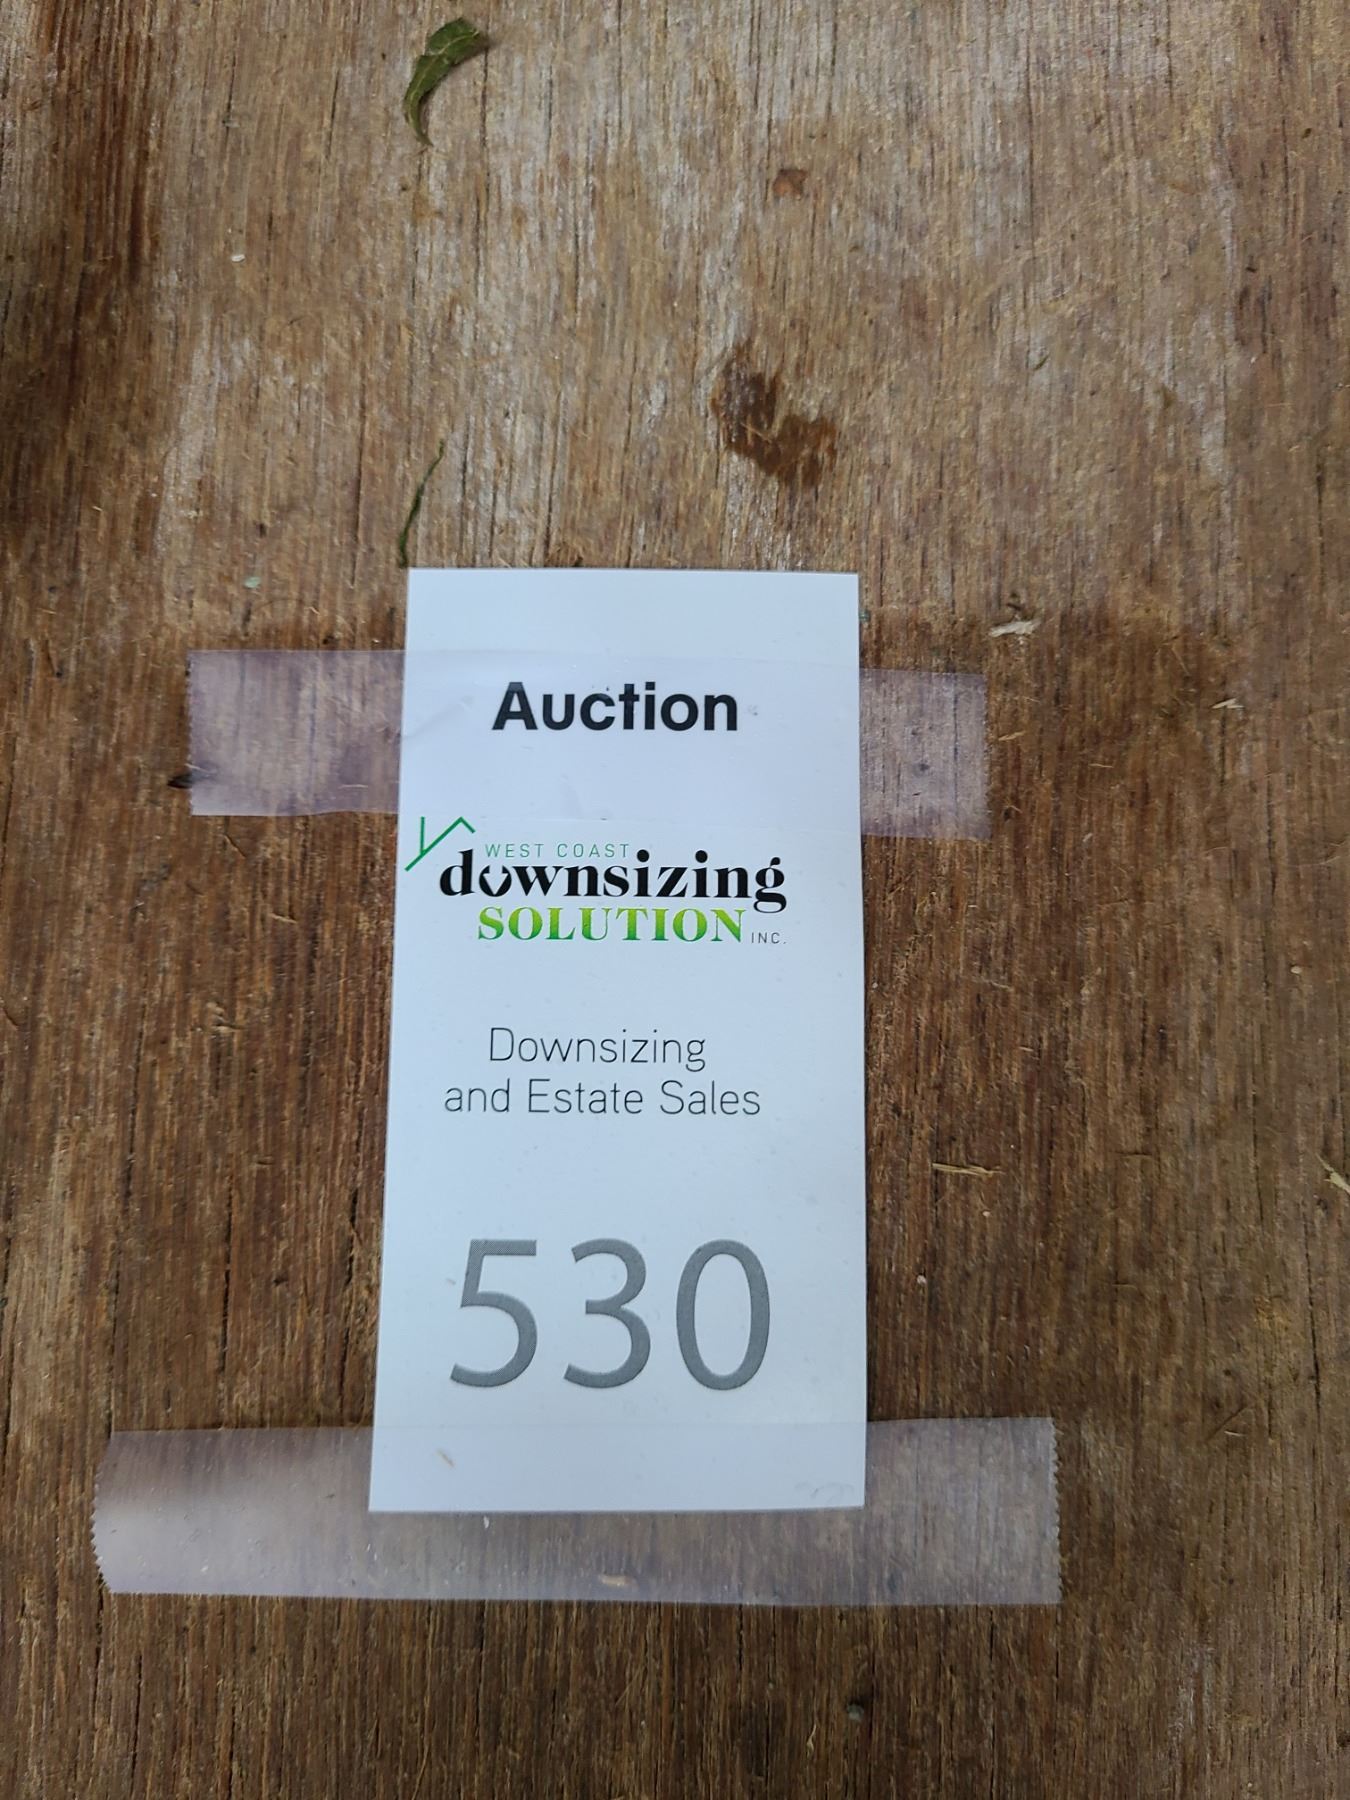 Auction
WEST COAST
downsizing
SOLUTION INC.
Downsizing
and Estate Sales
530